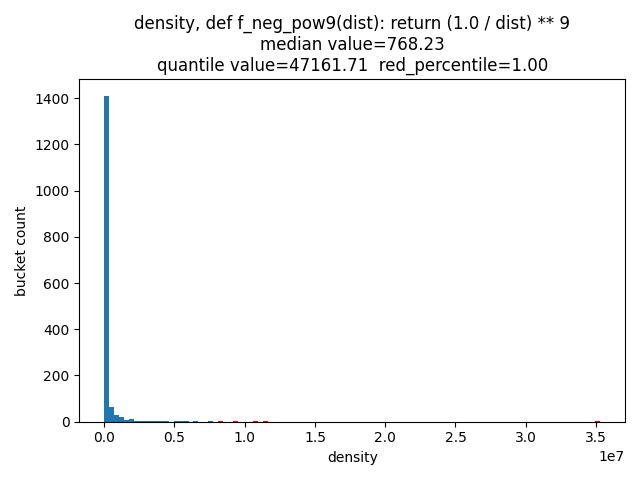 density, def f_neg_pow9(dist): return (1.0 / dist) ** 9
median value=768.23
quantile value=47161.71  red_percentile=1.00
1400
1200
1000
800
600
400
200
0
bucket count
0.0 0.5 1.0 1.5 2.0 2.5 3.0 3.5
1e7
density